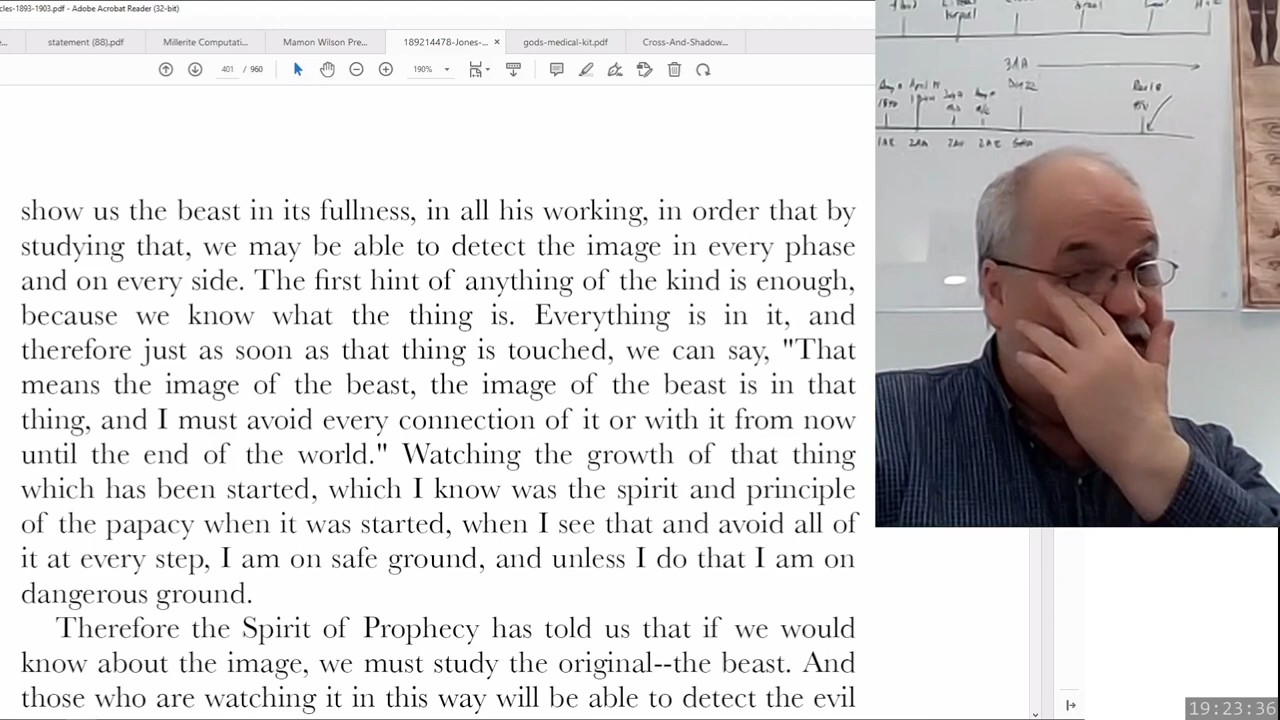 cles-1893-1903.pdf - Adobe Acrobat Reader (32-bit)
e... statement (88).pdf Millerite Computati... Mamon Wilson Pre... 189214478-Jones-... × gods-medical-kit.pdf Cross-And-Shadow...
401 / 960 190%
show us the beast in its fullness, in all his working, in order that by
studying that, we may be able to detect the image in every phase
and on every side. The first hint of anything of the kind is enough,
because we know what the thing is. Everything is in it, and
therefore just as soon as that thing is touched, we can say, "That
means the image of the beast, the image of the beast is in that
thing, and I must avoid every connection of it or with it from now
until the end of the world." Watching the growth of that thing
which has been started, which I know was the spirit and principle
of the papacy when it was started, when I see that and avoid all of
it at every step, I am on safe ground, and unless I do that I am on
dangerous ground.
Therefore the Spirit of Prophecy has told us that if we would
know about the image, we must study the original--the beast. And
those who are watching it in this way will be able to detect the evil
19:23:36